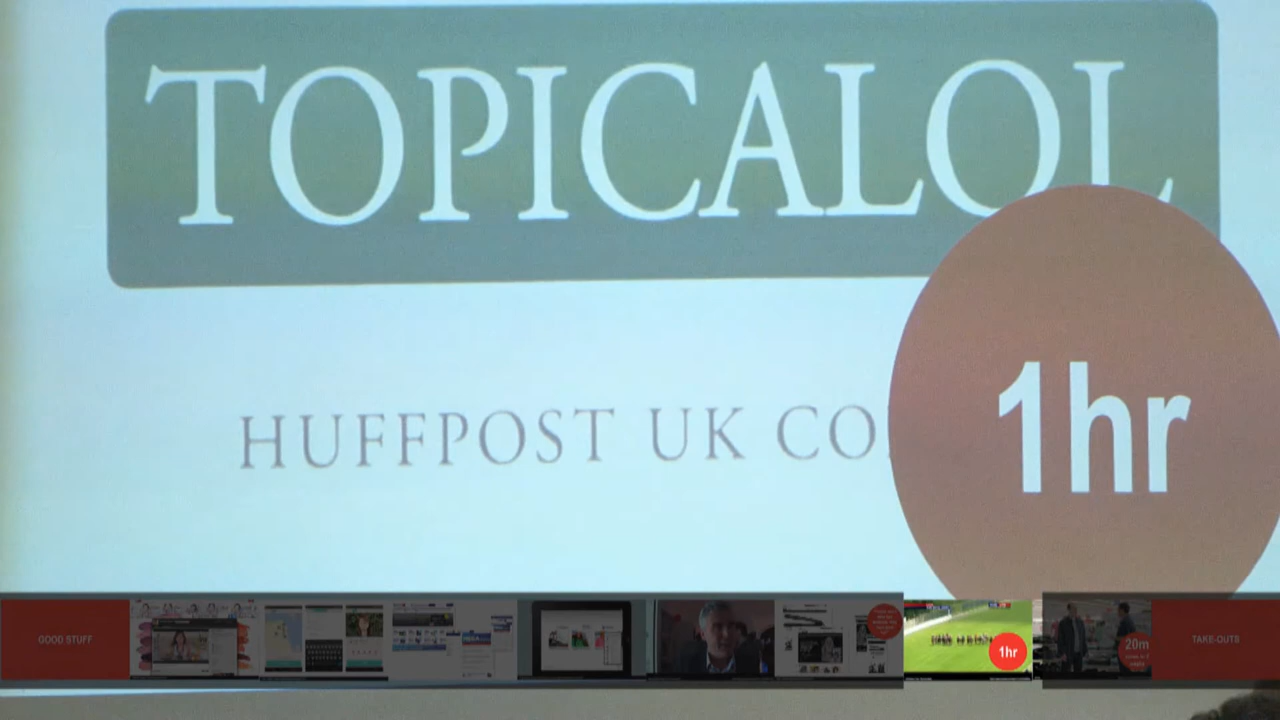 TOPICALOL
HUFFPOST UK CO
1hr
GOOD STUFF
1hr
20m
TAKE-OUTS